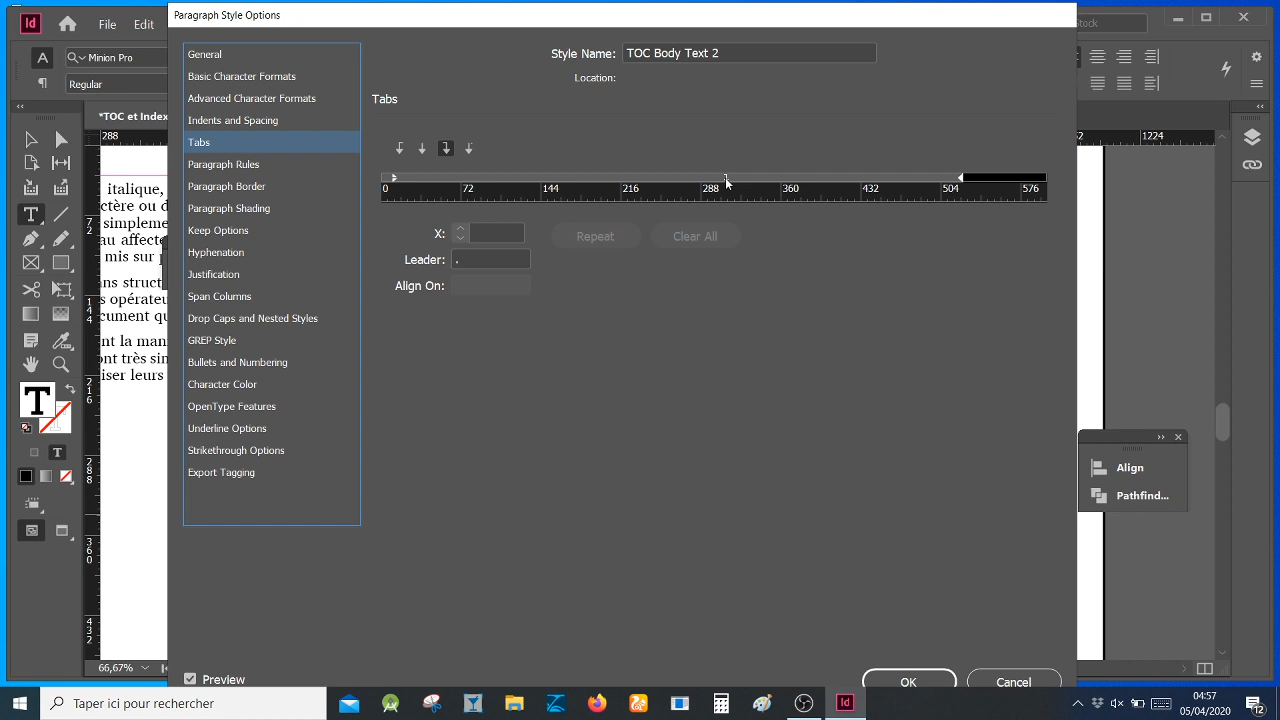 Paragraph Style Options
Id
File
Edit
Stock
A
Minion Pro
Regular
*TOC et Index
288
1224
italique,
ctère ou d
simpleme
au affecte
mis sur p
ans struct
s opérateu
cument qu
nt la man
ont très sin
iser leurs
General
Basic Character Formats
Advanced Character Formats
Indents and Spacing
Tabs
Paragraph Rules
Paragraph Border
Paragraph Shading
Keep Options
Hyphenation
Justification
Span Columns
Drop Caps and Nested Styles
GREP Style
Bullets and Numbering
Character Color
OpenType Features
Underline Options
Strikethrough Options
Export Tagging
Style Name: TOC Body Text 2
Location:
Tabs
0 72 144 216 288 360 432 504 576
X:
Repeat
Clear All
Leader: .
Align On:
Preview
OK
Cancel
Align
Pathfind...
66,67%
Taper ici pour rechercher
04:57
05/04/2020
12